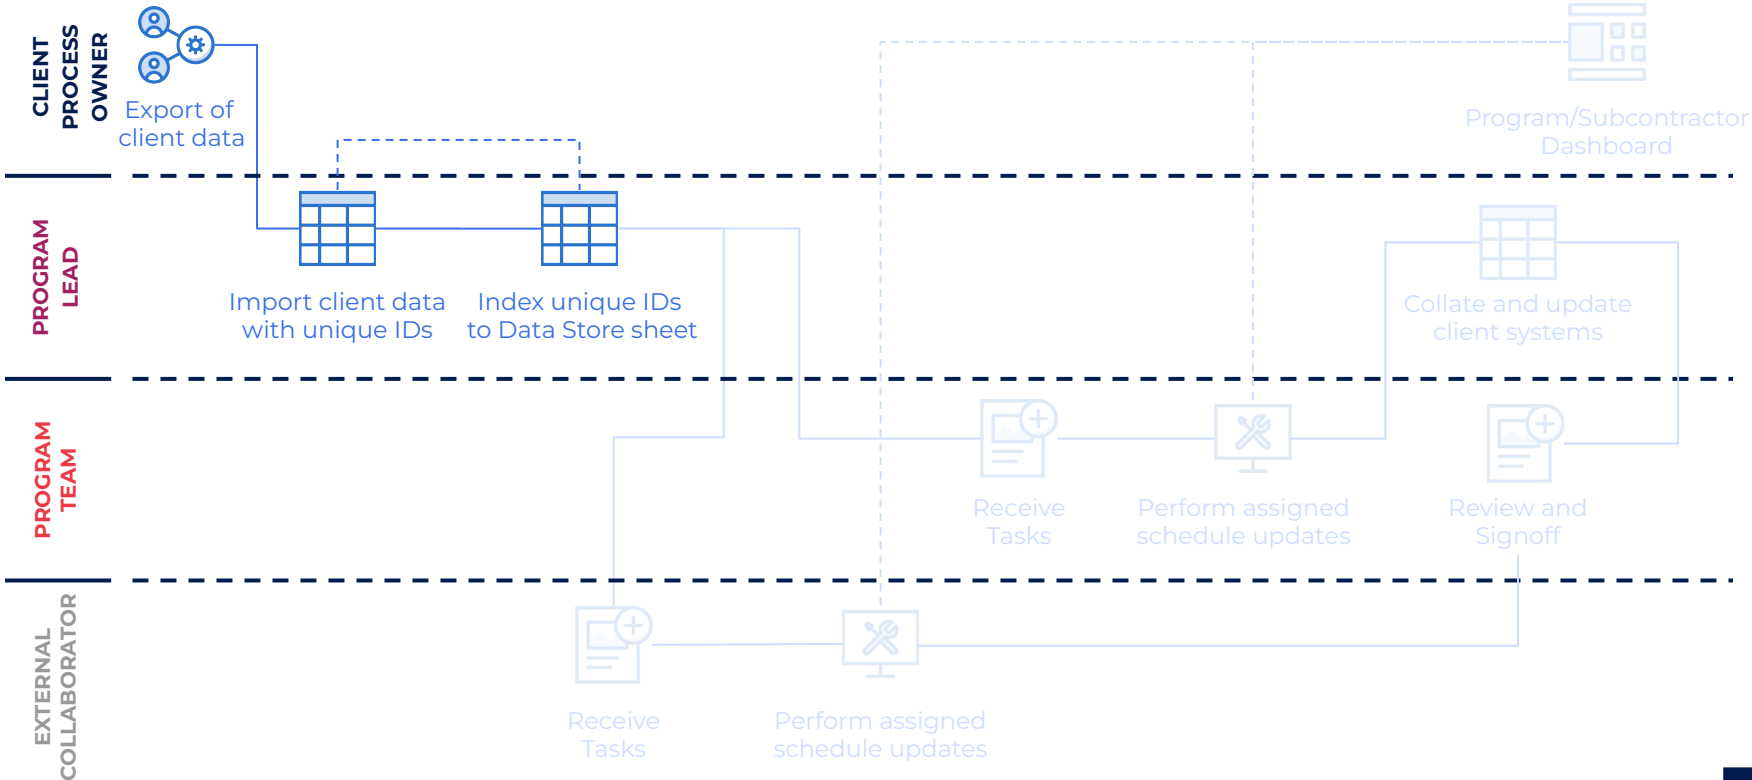 CLIENT
PROCESS
OWNER
Export of
client data
Program/Subcontractor
Dashboard
PROGRAM
LEAD
Import client data
with unique IDs
Index unique IDs
to Data Store sheet
Collate and update
client systems
PROGRAM
TEAM
Receive
Tasks
Perform assigned
schedule updates
Review and
Signoff
EXTERNAL
COLLABORATOR
Receive
Tasks
Perform assigned
schedule updates